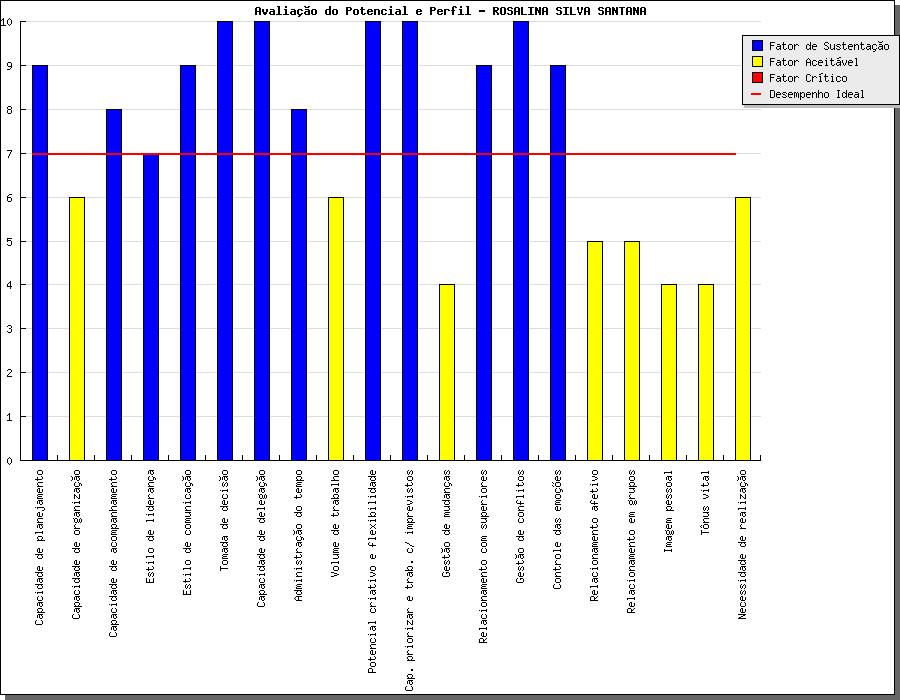 Avaliação do Potencial e Perfil - ROSALINA SILVA SANTANA
10
9
8
7
6
5
4
3
2
1
0
Fator de Sustentação
Fator Aceitável
Fator Crítico
Desempenho Ideal
Capacidade de planejamento
Capacidade de organização
Capacidade de acompanhamento
Estilo de liderança
Estilo de comunicação
Tomada de decisão
Capacidade de delegação
Administração do tempo
Volume de trabalho
Potencial criativo e flexibilidade
Cap. priorizar e trab. c/ imprevistos
Gestão de mudanças
Relacionamento com superiores
Gestão de conflitos
Controle das emoções
Relacionamento afetivo
Relacionamento em grupos
Imagem pessoal
Tônus vital
Necessidade de realização